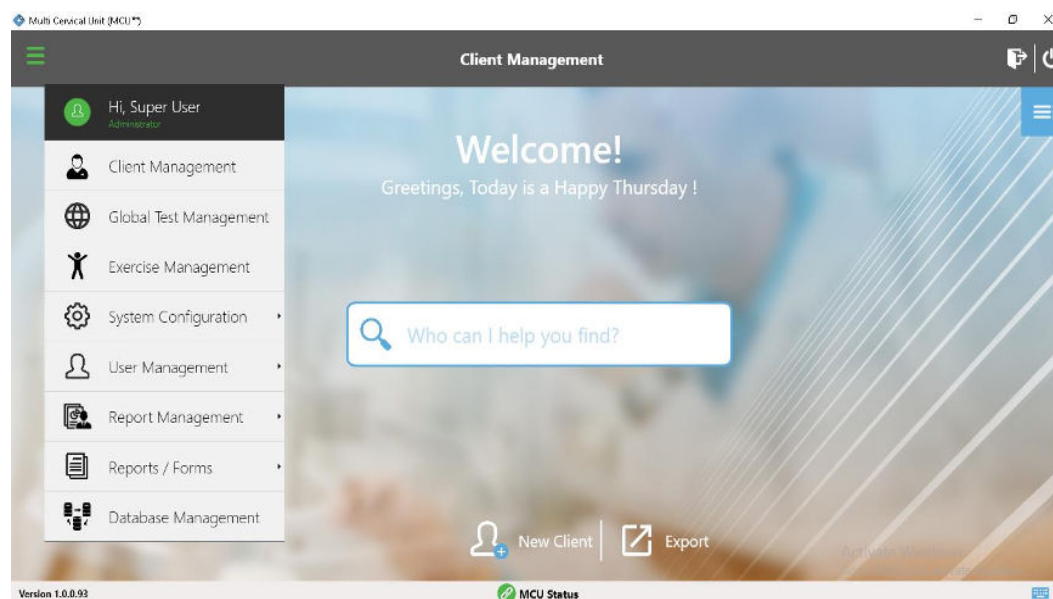 Multi Cervical Unit (MCU™)
Client Management
Hi, Super User
Administrator
Client Management
Global Test Management
Exercise Management
System Configuration
User Management
Report Management
Reports / Forms
Database Management
Welcome!
Greetings, Today is a Happy Thursday !
Who can I help you find?
New Client
Export
Version 1.0.0.93
MCU Status